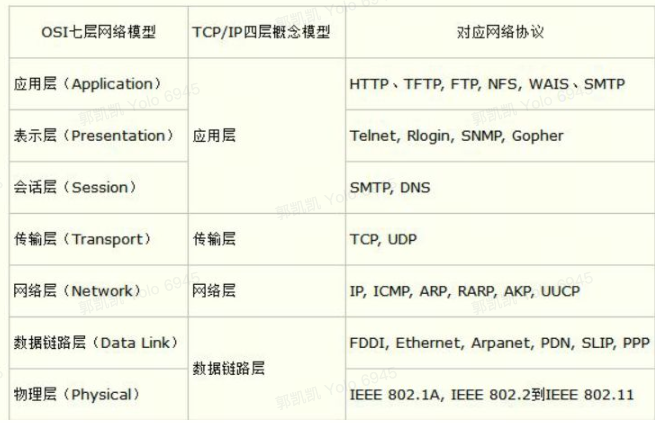 OSI七层网络模型 TCP/IP四层概念模型 对应网络协议
应用层（Application） HTTP、TFTP, FTP, NFS, WAIS、SMTP
表示层（Presentation） 应用层 Telnet, Rlogin, SNMP, Gopher
会话层（Session） SMTP, DNS
传输层（Transport） 传输层 TCP, UDP
网络层（Network） 网络层 IP, ICMP, ARP, RARP, AKP, UUCP
数据链路层（Data Link） FDDI, Ethernet, Arpanet, PDN, SLIP, PPP
数据链路层
物理层（Physical） IEEE 802.1A, IEEE 802.2到IEEE 802.11
郭凯凯 Yolo 6945